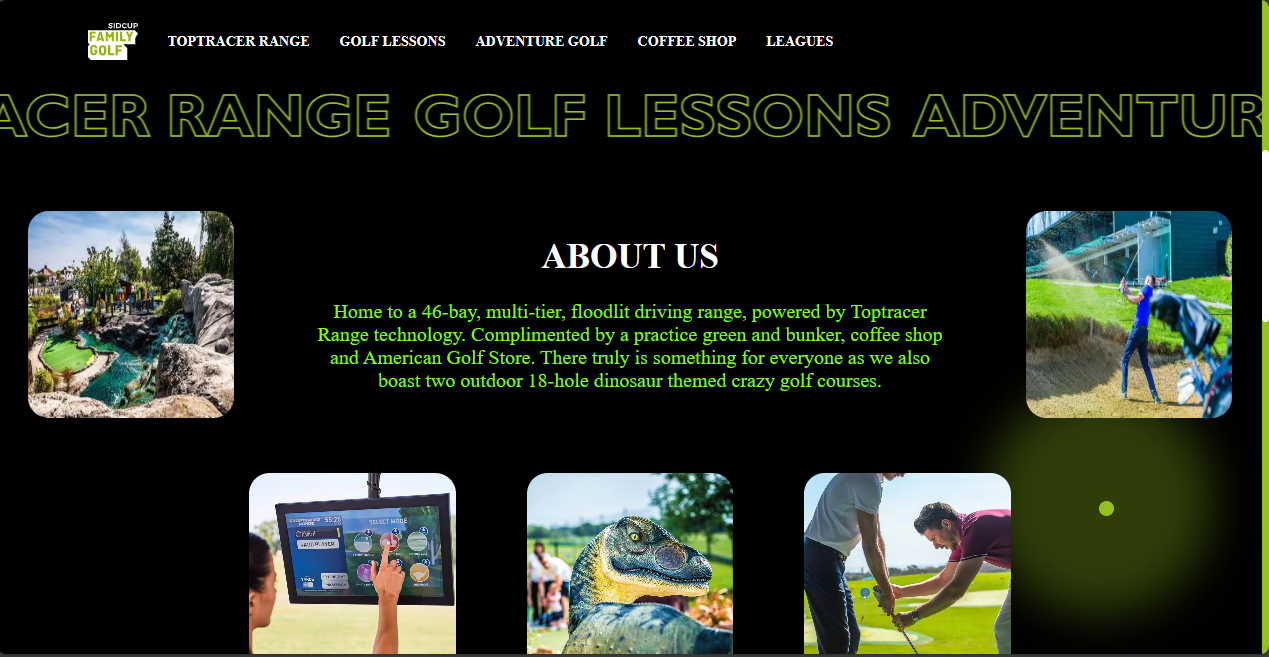 SIDCUP
FAMILY
GOLF
TOPTRACER RANGE GOLF LESSONS ADVENTURE GOLF COFFEE SHOP LEAGUES
ACER RANGE GOLF LESSONS ADVENTUR
ABOUT US
Home to a 46-bay, multi-tier, floodlit driving range, powered by Toptracer
Range technology. Complimented by a practice green and bunker, coffee shop
and American Golf Store. There truly is something for everyone as we also
boast two outdoor 18-hole dinosaur themed crazy golf courses.
SELECT MODE